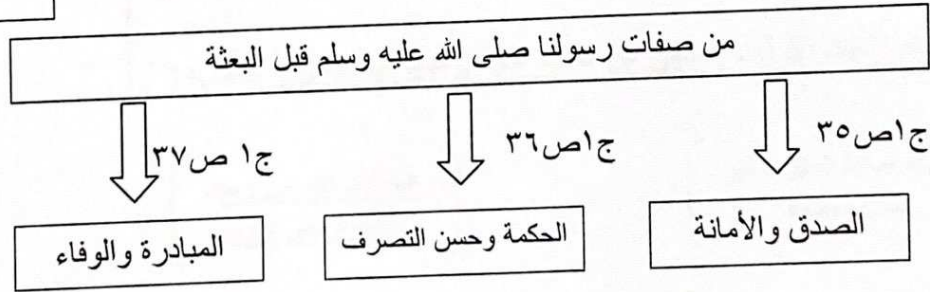 من صفات رسولنا صلى الله عليه وسلم قبل البعثة
ج١ص٣٥
ج١ص٣٦
ج١ ص٣٧
الصدق والأمانة
الحكمة وحسن التصرف
المبادرة والوفاء